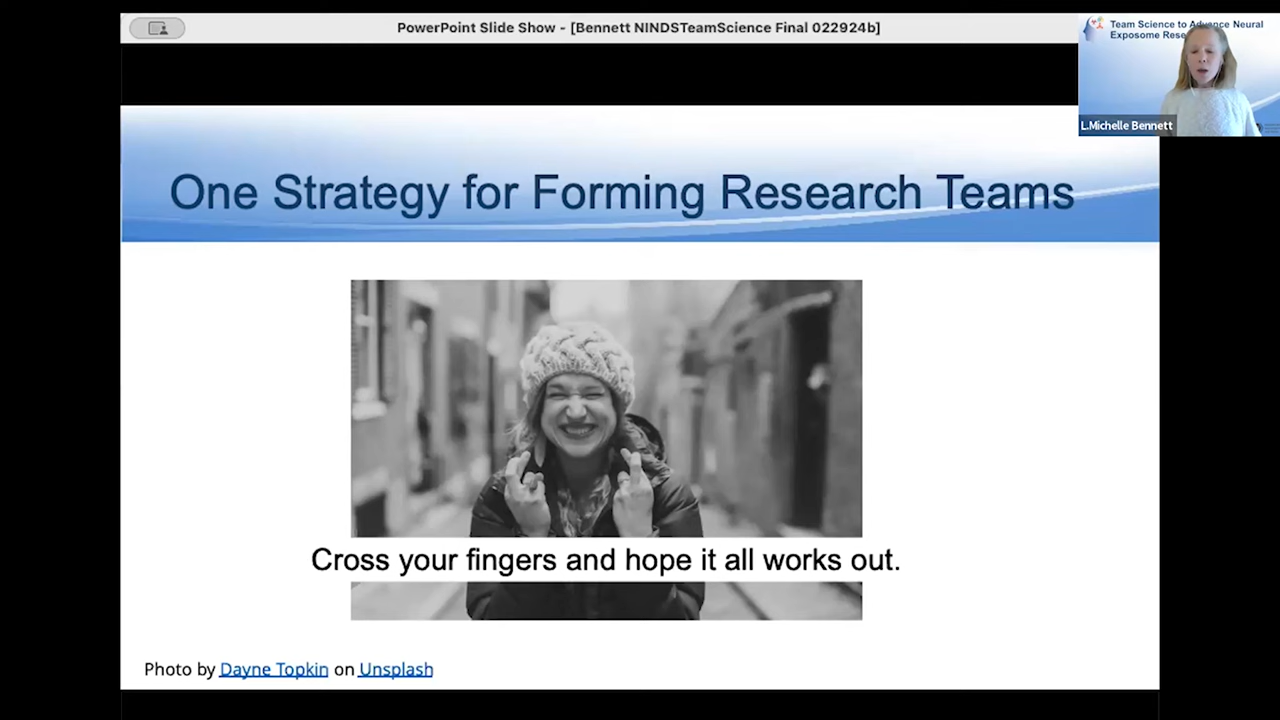 PowerPoint Slide Show - [Bennett NINDSTeamScience Final 022924b]
Team Science to Advance Neural
Exposome Rese
L.Michelle Bennett
One Strategy for Forming Research Teams
Cross your fingers and hope it all works out.
Photo by Dayne Topkin on Unsplash